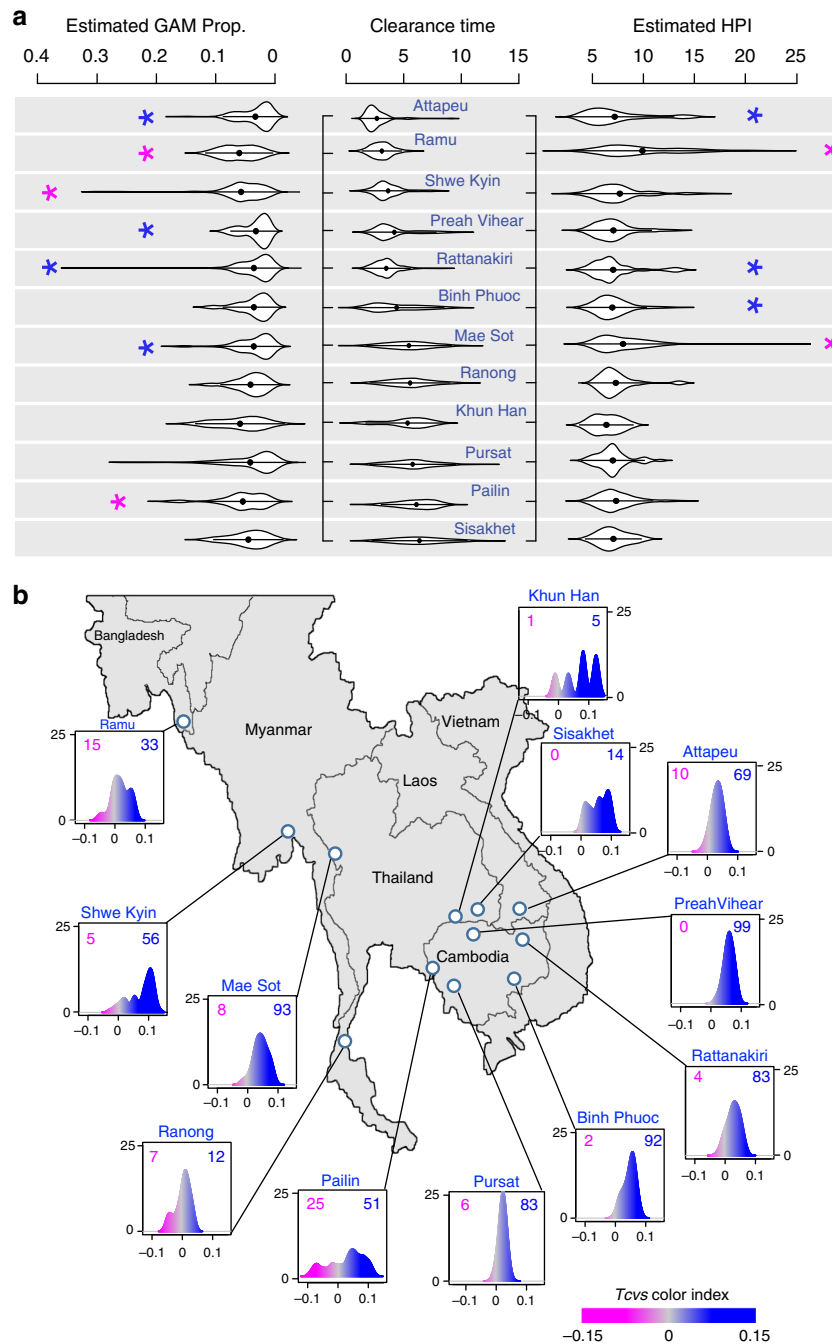 a
Estimated GAM Prop.
Clearance time
Estimated HPI
0.4 0.3 0.2 0.1 0
0 5 10 15
5 10 15 20 25
Attapeu
Ramu
Shwe Kyin
Preah Vihear
Rattanakiri
Binh Phuoc
Mae Sot
Ranong
Khun Han
Pursat
Pailin
Sisakhet
b
Bangladesh
Myanmar
Vietnam
Laos
Thailand
Cambodia
Khun Han
1 5
25
0
−0.1 0 0.1
Sisakhet
0 14
25
0
−0.1 0 0.1
Attapeu
10 69
25
0
−0.1 0 0.1
Ramu
15 33
25
0
−0.1 0 0.1
PreahVihear
0 99
25
0
−0.1 0 0.1
Shwe Kyin
5 56
25
0
−0.1 0 0.1
Mae Sot
8 93
25
0
−0.1 0 0.1
Rattanakiri
4 83
25
0
−0.1 0 0.1
Ranong
7 12
25
0
−0.1 0 0.1
Pailin
25 51
25
0
−0.1 0 0.1
Pursat
6 83
25
0
−0.1 0 0.1
Binh Phuoc
2 92
25
0
−0.1 0 0.1
Tcvs color index
−0.15 0 0.15